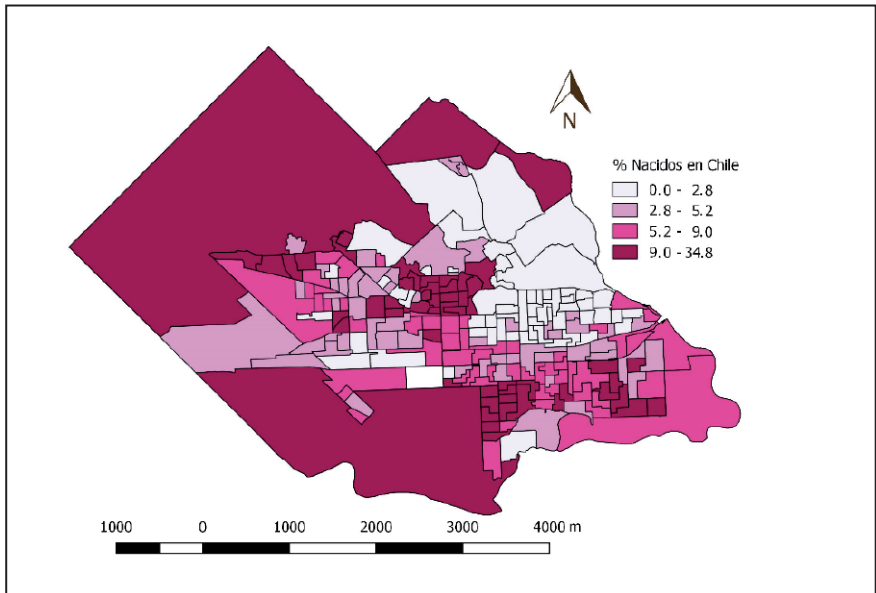 N
% Nacidos en Chile
0.0 - 2.8
2.8 - 5.2
5.2 - 9.0
9.0 - 34.8
1000 0 1000 2000 3000 4000 m